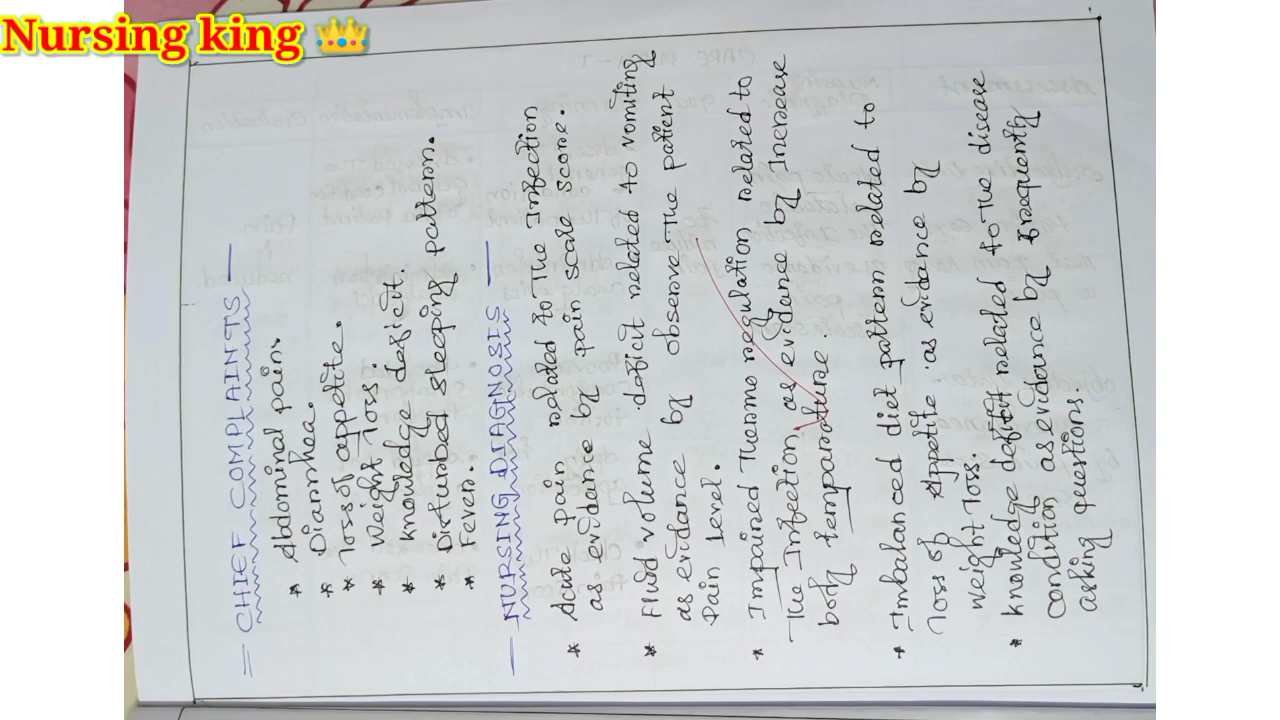 Nursing king 👑
= CHIEF COMPLAINTS -
* Abdominal pain.
* Diarrhea.
* loss of appetite.
* Weight loss.
* knowledge deficit.
* Disturbed sleeping pattern.
* Fever.
- NURSING DIAGNOSIS -
* Acute pain related to The Infection
as evidance by pain scale score.
* Fluid volume deficit related to vomiting
as evidance by observe The patient
Pain level.
* Impaired Thermo regulation related to
The Infection as evidance by Increase
body temparature.
* Imbalanced diet pattern related to
loss of appetite as evidance by
weight loss.
* knowledge deficit related to The disease
condition as evidance by frequently
asking questions.